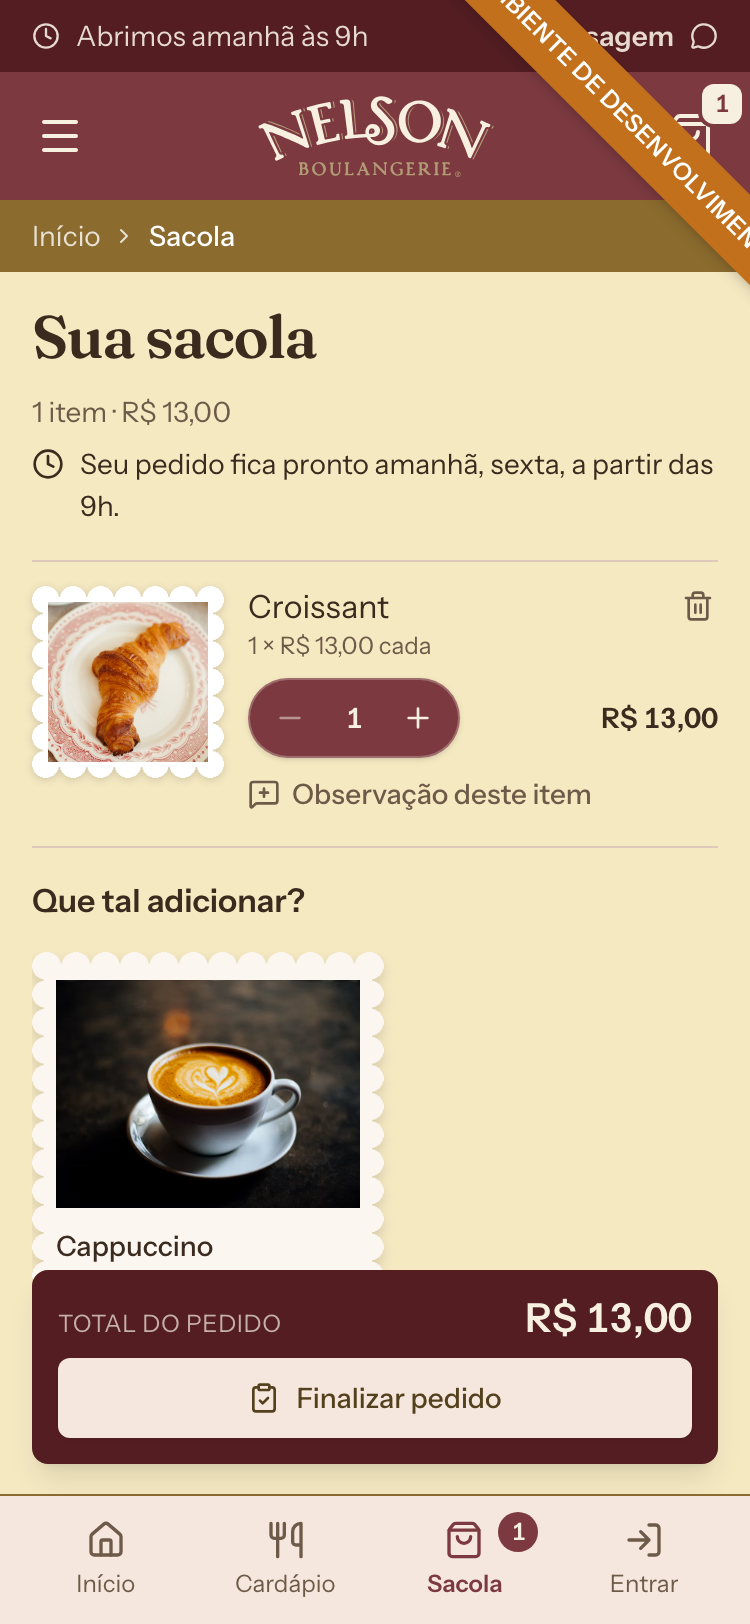 Abrimos amanhã às 9h
AMBIENTE DE DESENVOLVIMEN
1
NELSON
BOULANGERIE
Início > Sacola
Sua sacola
1 item · R$ 13,00
Seu pedido fica pronto amanhã, sexta, a partir das
9h.
Croissant
1 × R$ 13,00 cada
1
R$ 13,00
Observação deste item
Que tal adicionar?
Cappuccino
TOTAL DO PEDIDO
R$ 13,00
Finalizar pedido
1
Início
Cardápio
Sacola
Entrar